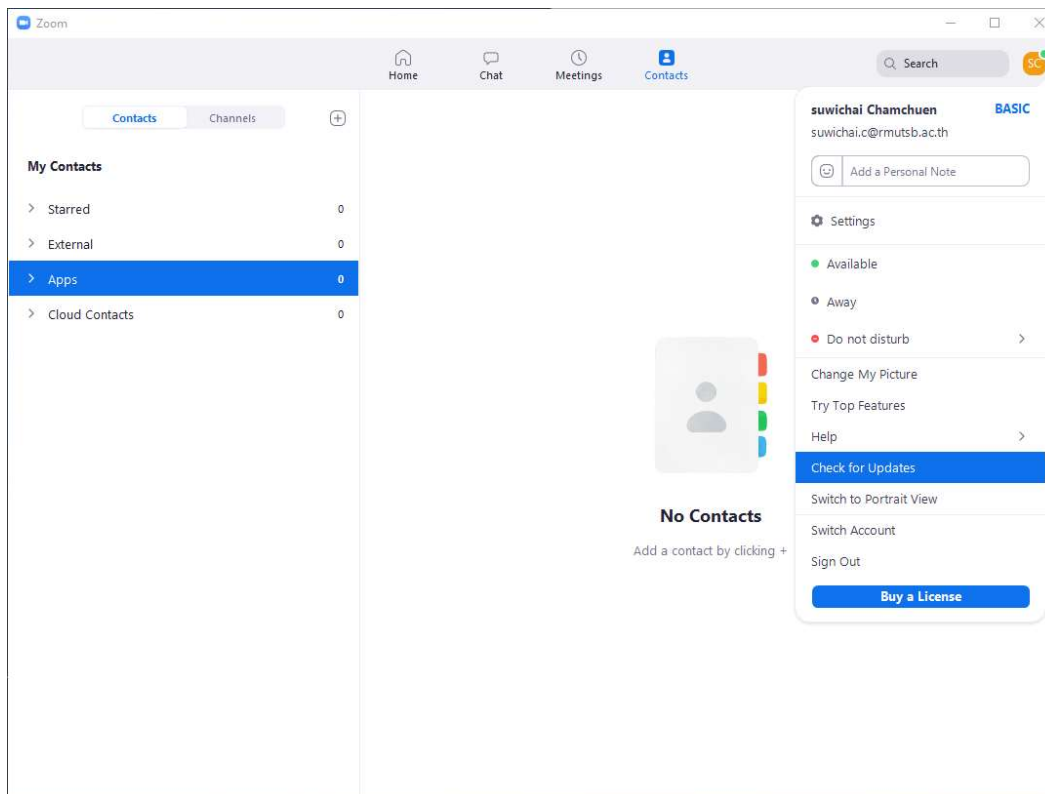 Zoom
Home
Chat
Meetings
Contacts
Search
SC
Contacts
Channels
My Contacts
Starred 0
External 0
Apps 0
Cloud Contacts 0
No Contacts
Add a contact by clicking +
suwichai Chamchuen BASIC
suwichai.c@rmutsb.ac.th
Add a Personal Note
Settings
Available
Away
Do not disturb
Change My Picture
Try Top Features
Help
Check for Updates
Switch to Portrait View
Switch Account
Sign Out
Buy a License